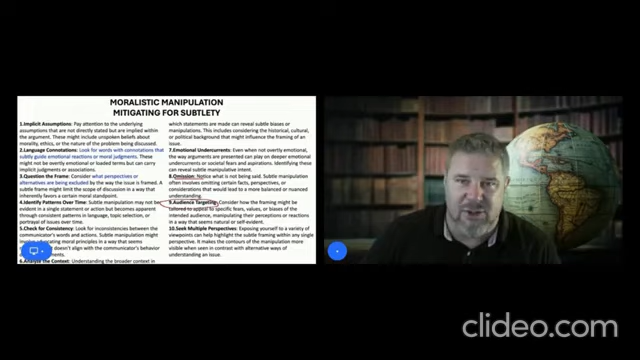 MORALISTIC MANIPULATION
MITIGATING FOR SUBTLETY
1.Implicit Assumptions: Pay attention to the underlying
assumptions that are not directly stated but are implied within
the argument. These might include unspoken beliefs about
morality, ethics, or the nature of the problem being discussed.
2.Language Connotations: Look for words with connotations that
subtly guide emotional reactions or moral judgments. These
might not be overtly emotional or loaded terms but can carry
implicit judgments or associations.
3.Question the Frame: Consider what perspectives or
alternatives are being excluded by the way the issue is framed. A
subtle frame might limit the scope of discussion in a way that
inherently favors a certain moral standpoint.
4.Identify Patterns Over Time: Subtle manipulation may not be
evident in a single statement or action but becomes apparent
through consistent patterns in language, topic selection, or
portrayal of issues over time.
5.Check for Consistency: Look for inconsistencies between the
communicator's words and actions. Subtle manipulation might
involve moral principles in a way that seems
doesn't align with the communicator's behavior
6.Analyze the Context: Understanding the broader context in
which statements are made can reveal subtle biases or
manipulations. This includes considering the historical, cultural,
or political background that might influence the framing of an
issue.
7.Emotional Undercurrents: Even when not overtly emotional,
the way arguments are presented can play on deeper emotional
undercurrents or societal fears and aspirations. Identifying these
can reveal subtle manipulative intent.
8.Omission: Notice what is not being said. Subtle manipulation
often involves omitting certain facts, perspectives, or
considerations that would lead to a more balanced or nuanced
understanding.
9.Audience Targeting: Consider how the framing might be
tailored to appeal to specific fears, values, or biases of the
intended audience, manipulating their perceptions or reactions
in a way that seems natural or self-evident.
10.Seek Multiple Perspectives: Exposing yourself to a variety of
viewpoints can help highlight the subtle framing within any single
perspective. It makes the contours of the manipulation more
visible when seen in contrast with alternative ways of
understanding an issue.
clideo.com